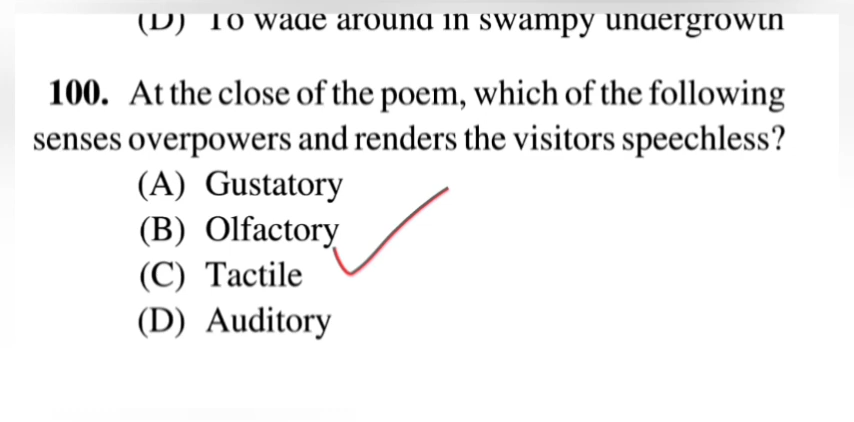 (D) To wade around in swampy undergrowth
100. At the close of the poem, which of the following
senses overpowers and renders the visitors speechless?
(A) Gustatory
(B) Olfactory
(C) Tactile
(D) Auditory